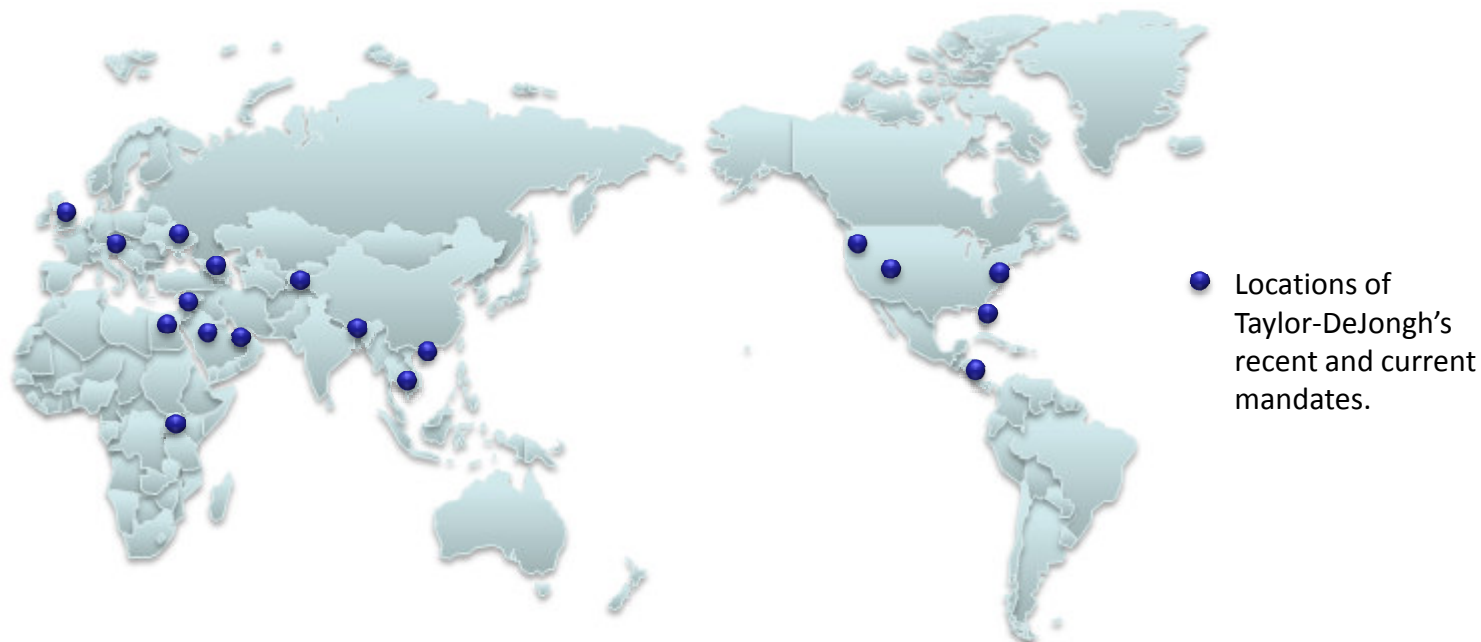 Locations of
Taylor-DeJongh’s
recent and current
mandates.